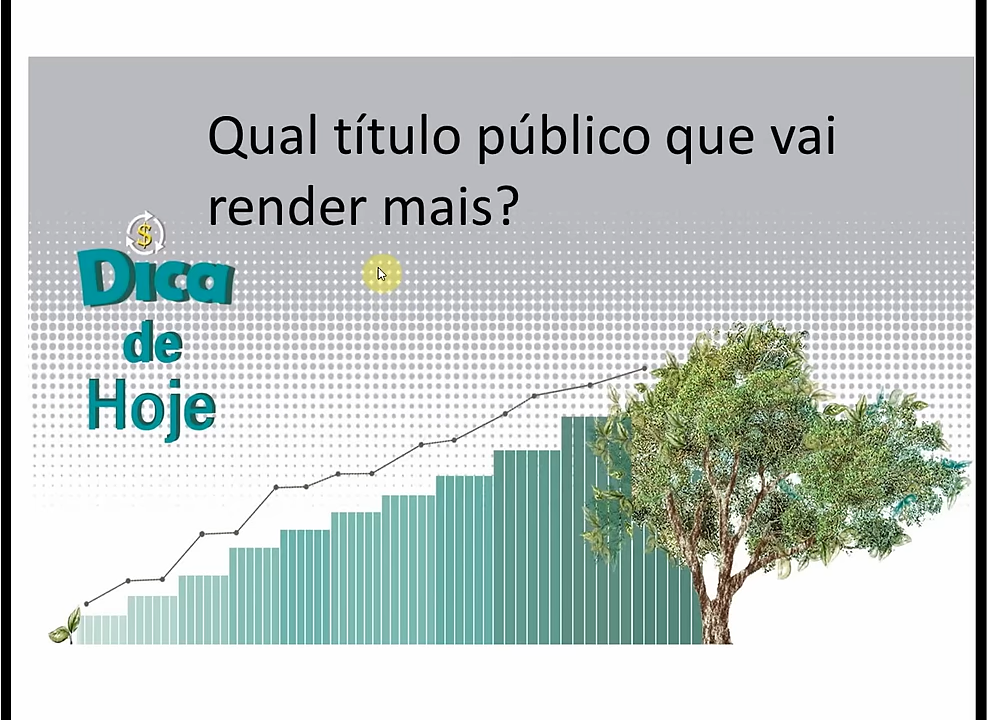 Qual título público que vai
render mais?
$
Dica
de
Hoje